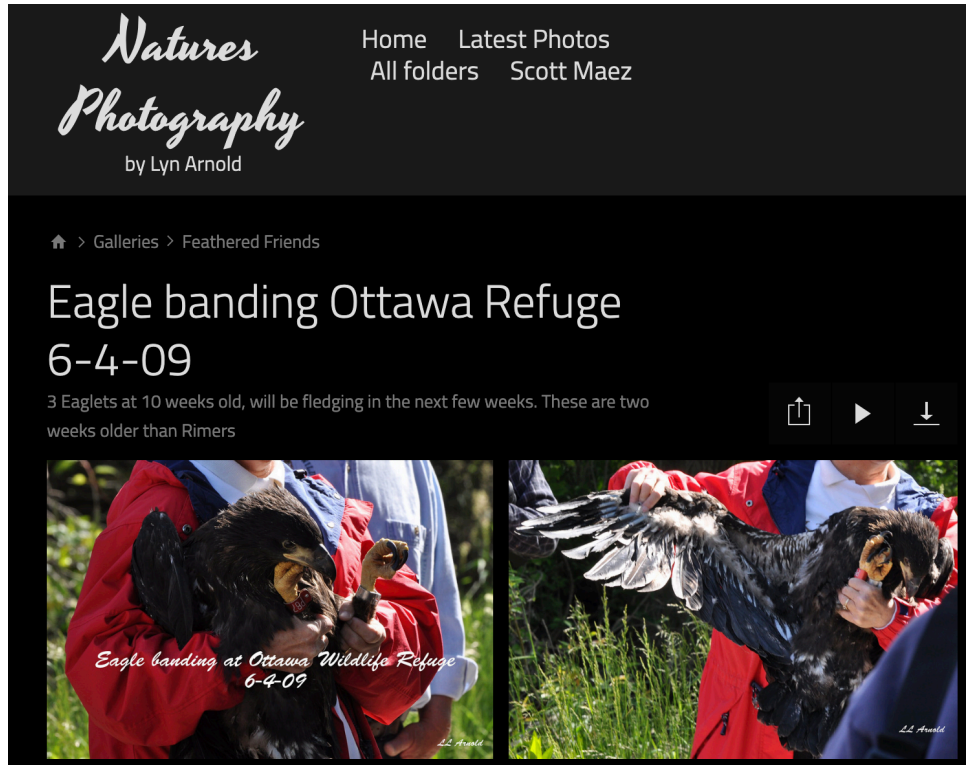 Natures
Photography
by Lyn Arnold
Home Latest Photos
All folders Scott Maez
Galleries Feathered Friends
Eagle banding Ottawa Refuge
6-4-09
3 Eaglets at 10 weeks old, will be fledging in the next few weeks. These are two
weeks older than Rimers
Eagle banding at Ottawa Wildlife Refuge
6-4-09
LL Arnold
LL Arnold